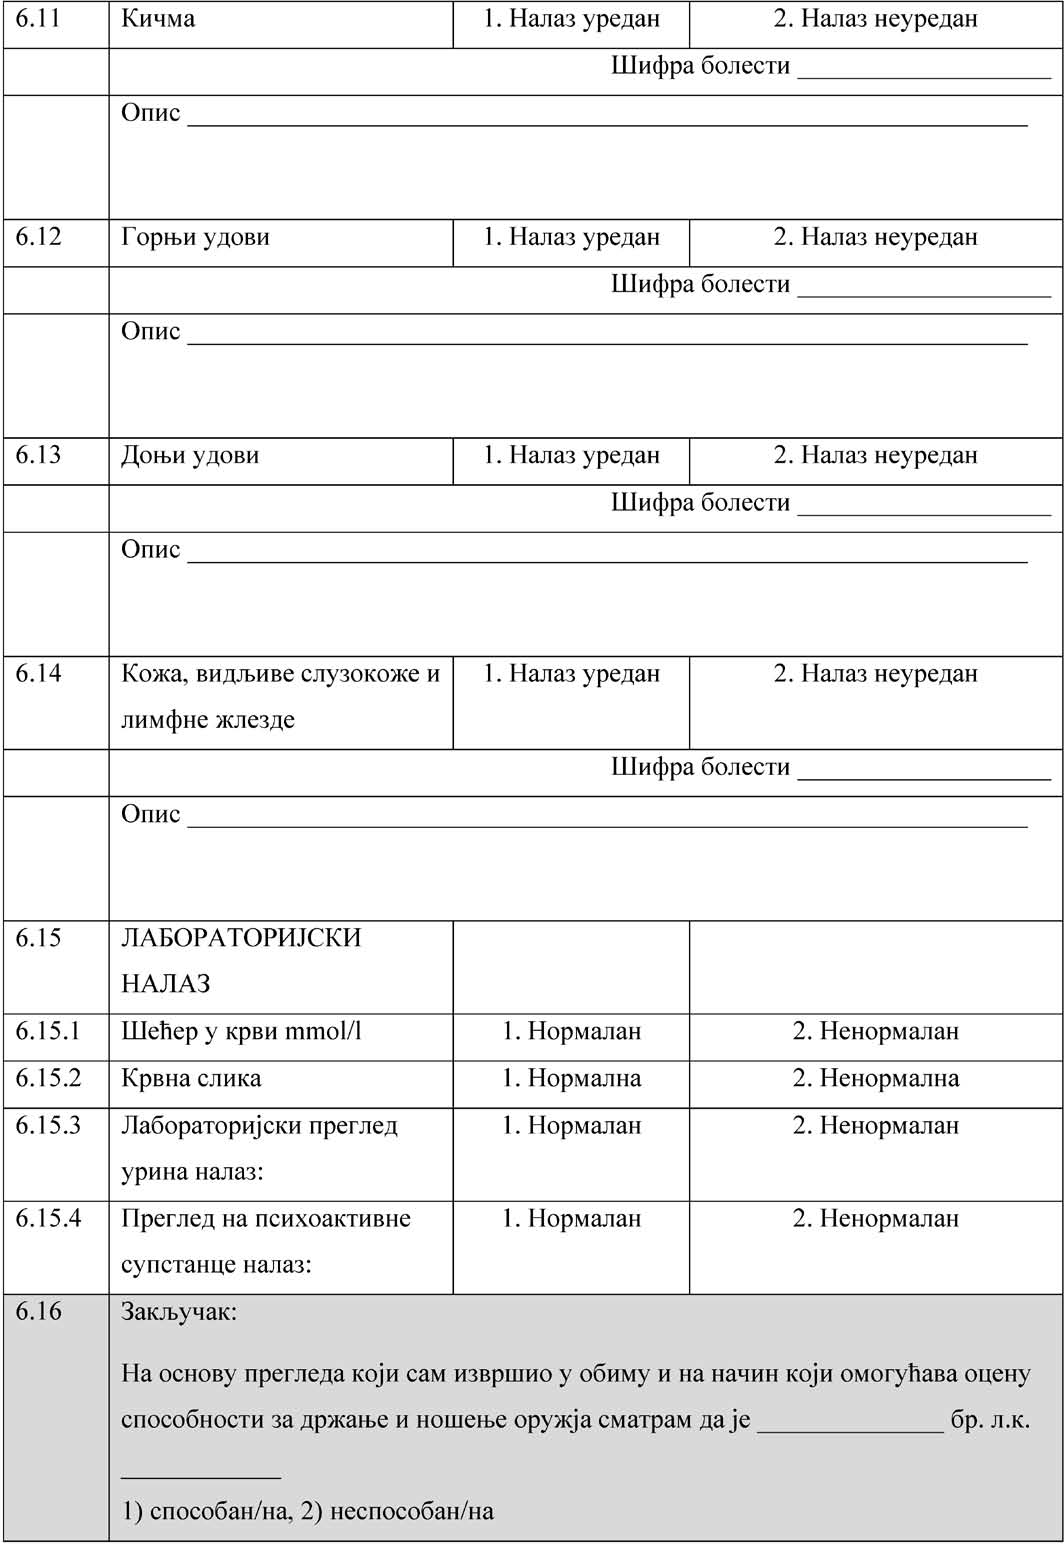 6.11 Кичма 1. Налаз уредан 2. Налаз неуредан
Шифра болести ___________________
Опис _______________________________________________________________
6.12 Горњи удови 1. Налаз уредан 2. Налаз неуредан
Шифра болести ___________________
Опис _______________________________________________________________
6.13 Доњи удови 1. Налаз уредан 2. Налаз неуредан
Шифра болести ___________________
Опис _______________________________________________________________
6.14 Кожа, видљиве слузокоже и 1. Налаз уредан 2. Налаз неуредан
лимфне жлезде
Шифра болести ___________________
Опис _______________________________________________________________
6.15 ЛАБОРАТОРИЈСКИ
НАЛАЗ
6.15.1 Шећер у крви mmol/l 1. Нормалан 2. Ненормалан
6.15.2 Крвна слика 1. Нормална 2. Ненормална
6.15.3 Лабораторијски преглед 1. Нормалан 2. Ненормалан
урина налаз:
6.15.4 Преглед на психоактивне 1. Нормалан 2. Ненормалан
супстанце налаз:
6.16 Закључак:
На основу прегледа који сам извршио у обиму и на начин који омогућава оцену
способности за држање и ношење оружја сматрам да је ______________ бр. л.к.
____________
1) способан/на, 2) неспособан/на